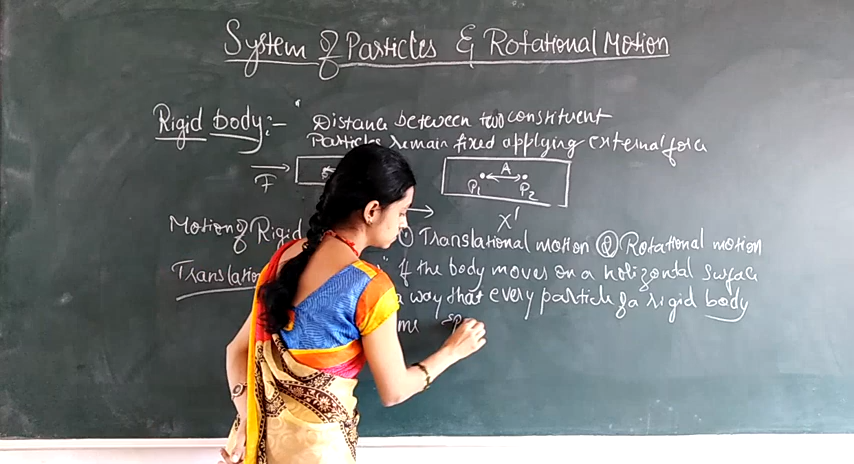 System of Particles & Rotational Motion
Rigid body:- Distance between two constituent
Particles remain fixed applying external force
F A
P1 P2
X'
Motion of Rigid ① Translational motion ② Rotational motion
Translatio " If the body moves on a horizontal surface
a way that every particle of a rigid body